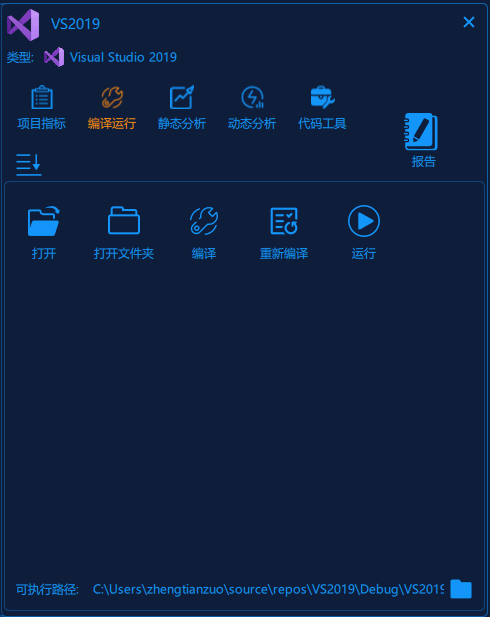 VS2019
类型: Visual Studio 2019
项目指标 编译运行 静态分析 动态分析 代码工具
报告
打开 打开文件夹 编译 重新编译 运行
可执行路径: C:\Users\zhengtianzuo\source\repos\VS2019\Debug\VS2019